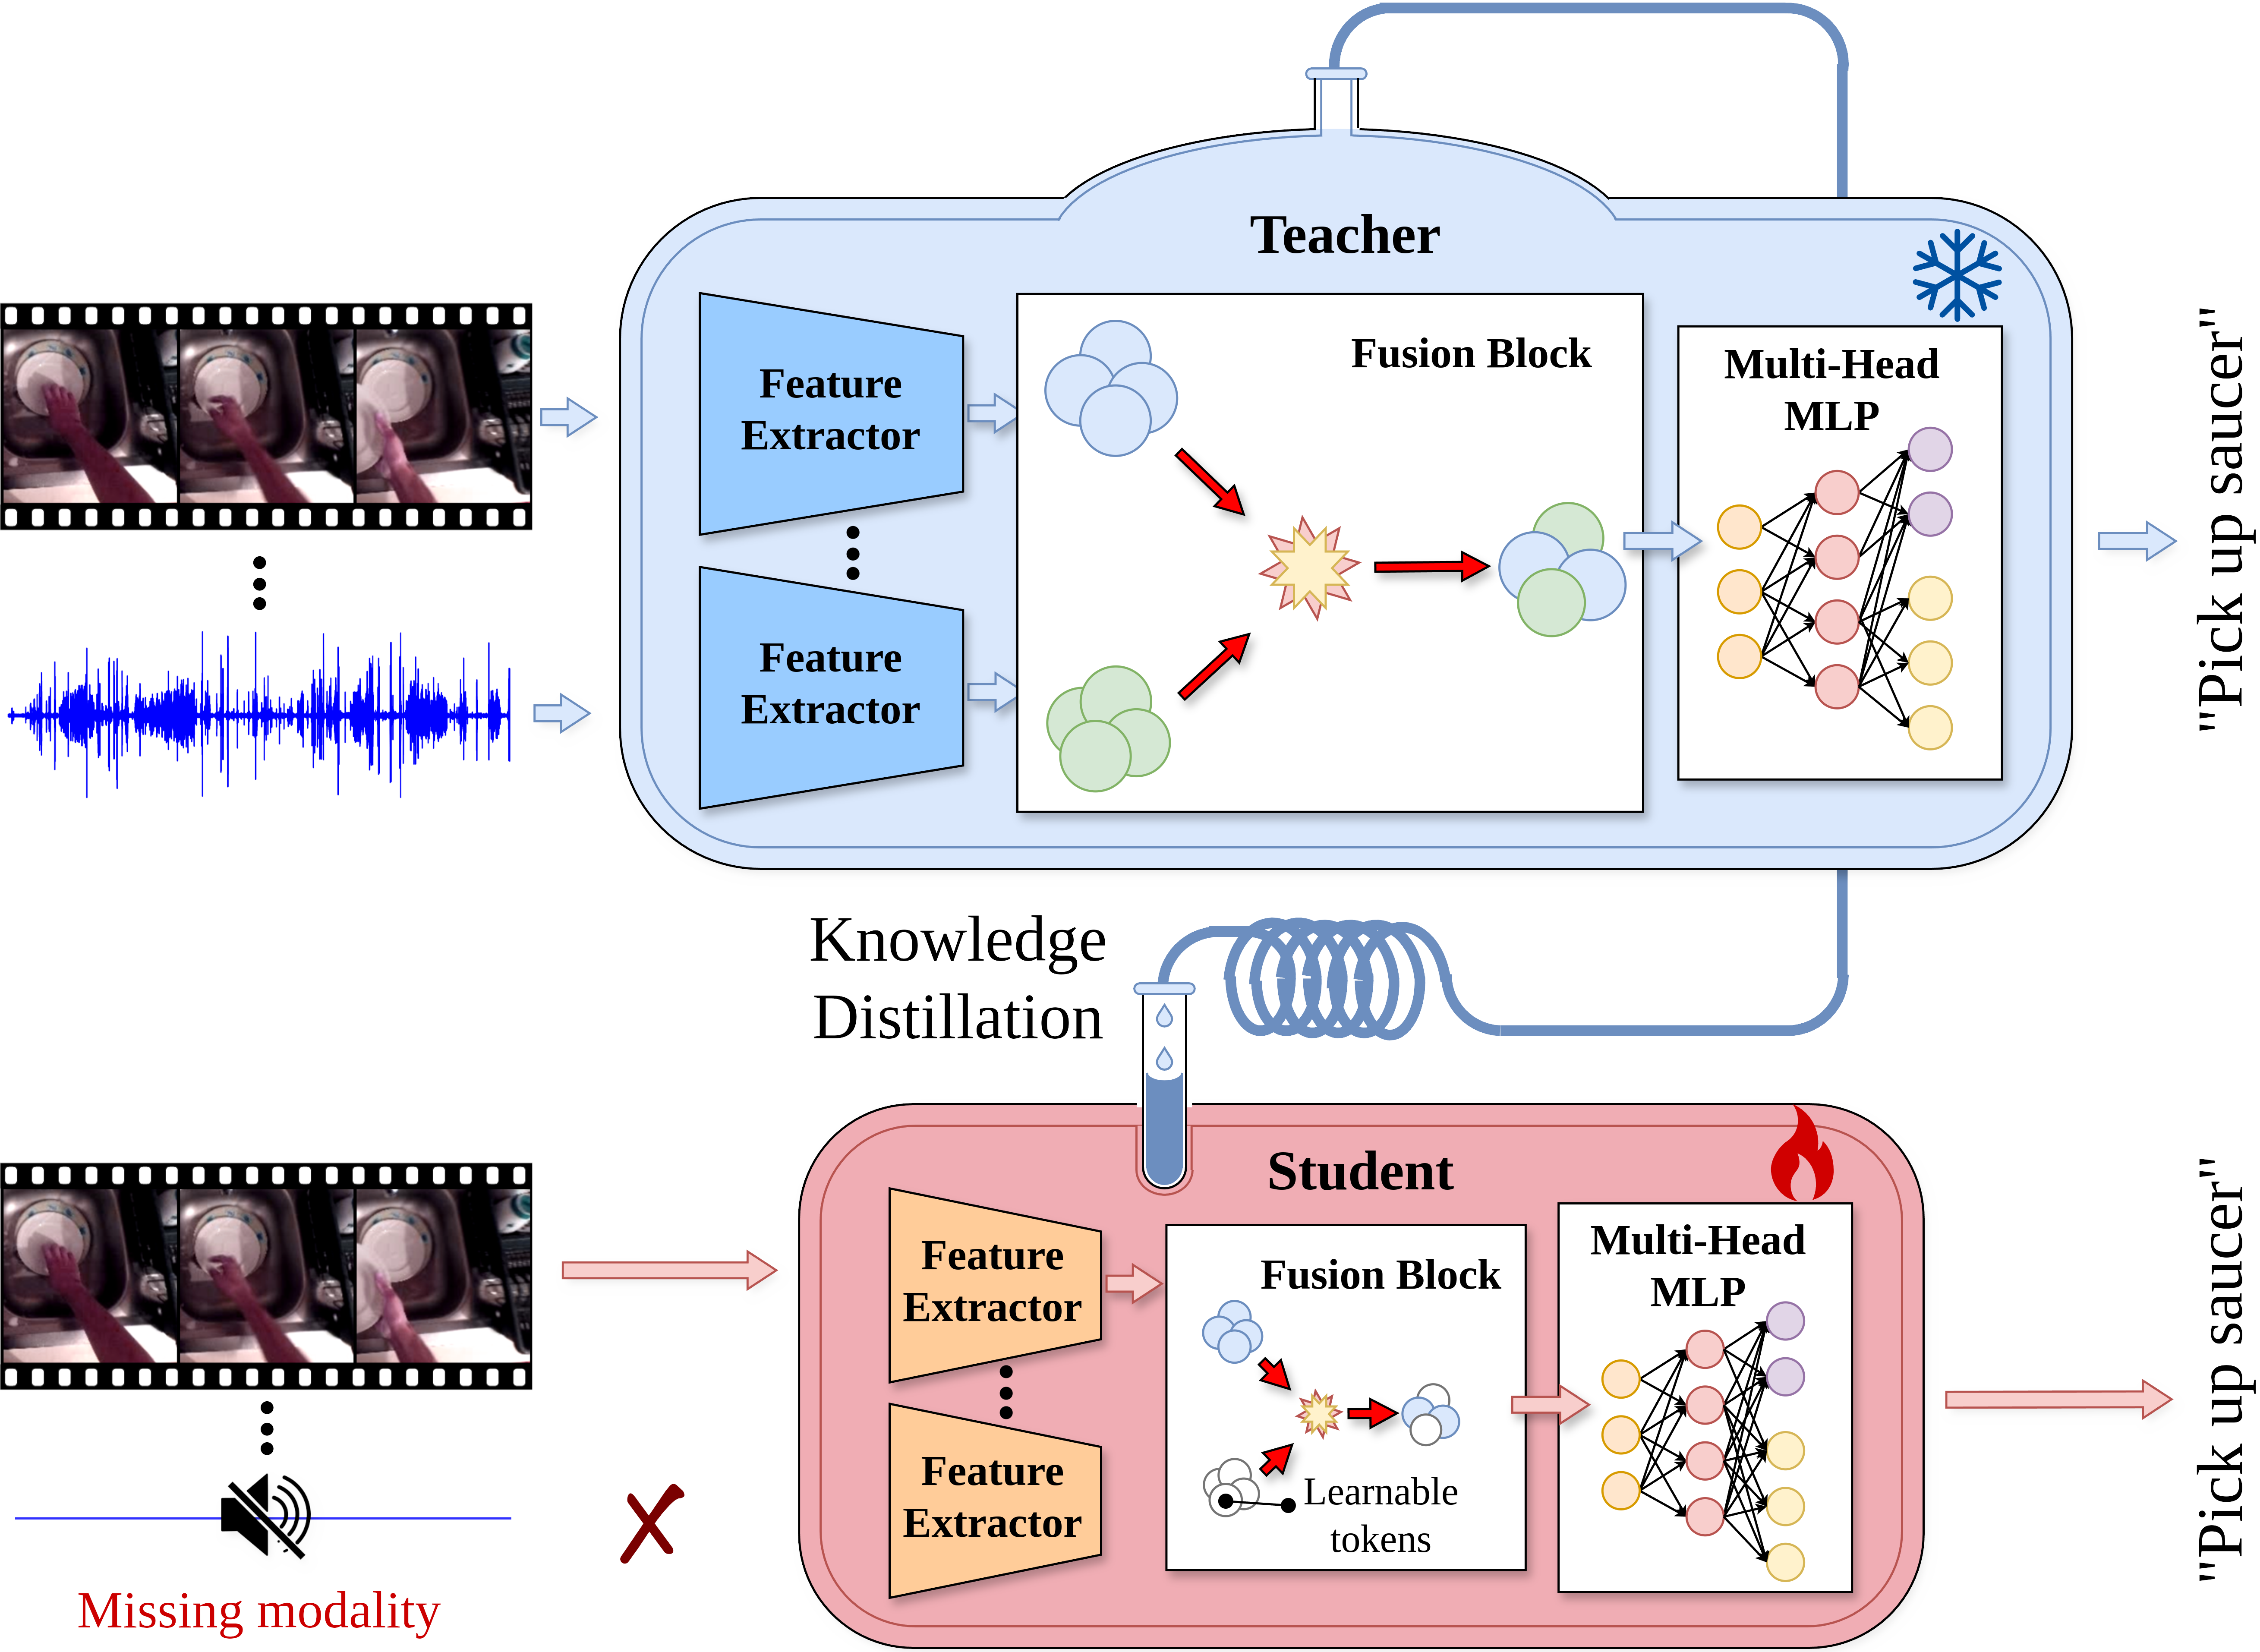 Teacher
Feature
Extractor
Feature
Extractor
Fusion Block
Multi-Head
MLP
"Pick up saucer"
Knowledge
Distillation
Student
Feature
Extractor
Feature
Extractor
Fusion Block
Learnable
tokens
Multi-Head
MLP
"Pick up saucer"
Missing modality